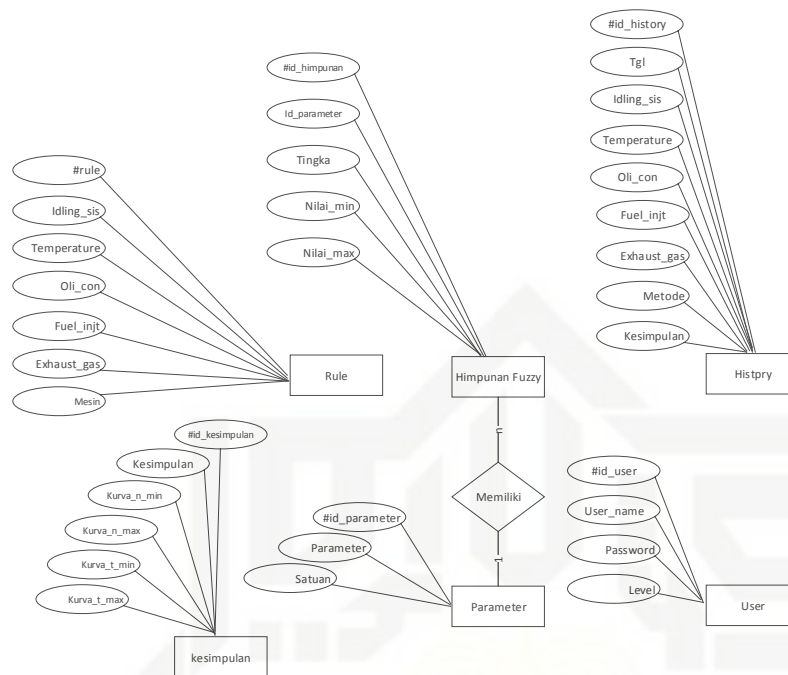 #id_himpunan
Id_parameter
Tingka
Nilai_min
Nilai_max
Himpunan Fuzzy
#id_history
Tgl
Idling_sis
Temperature
Oli_con
Fuel_injt
Exhaust_gas
Metode
Kesimpulan
Histpry
#rule
Idling_sis
Temperature
Oli_con
Fuel_injt
Exhaust_gas
Mesin
Rule
#id_kesimpulan
Kesimpulan
Kurva_n_min
Kurva_n_max
Kurva_t_min
Kurva_t_max
kesimpulan
n
Memiliki
1
#id_parameter
Parameter
Satuan
Parameter
#id_user
User_name
Password
Level
User